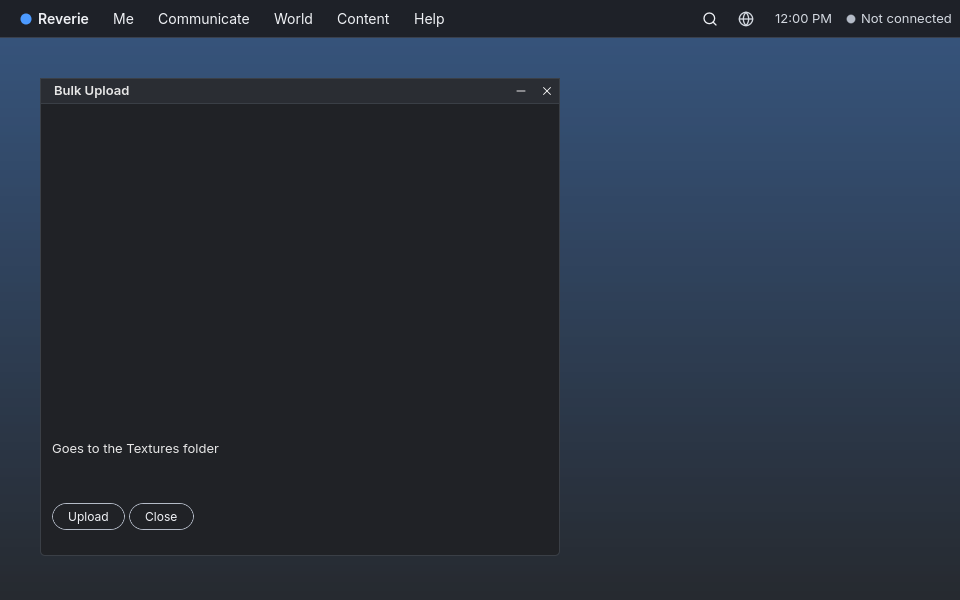 Reverie Me Communicate World Content Help 12:00 PM Not connected
Bulk Upload
Goes to the Textures folder
Upload Close